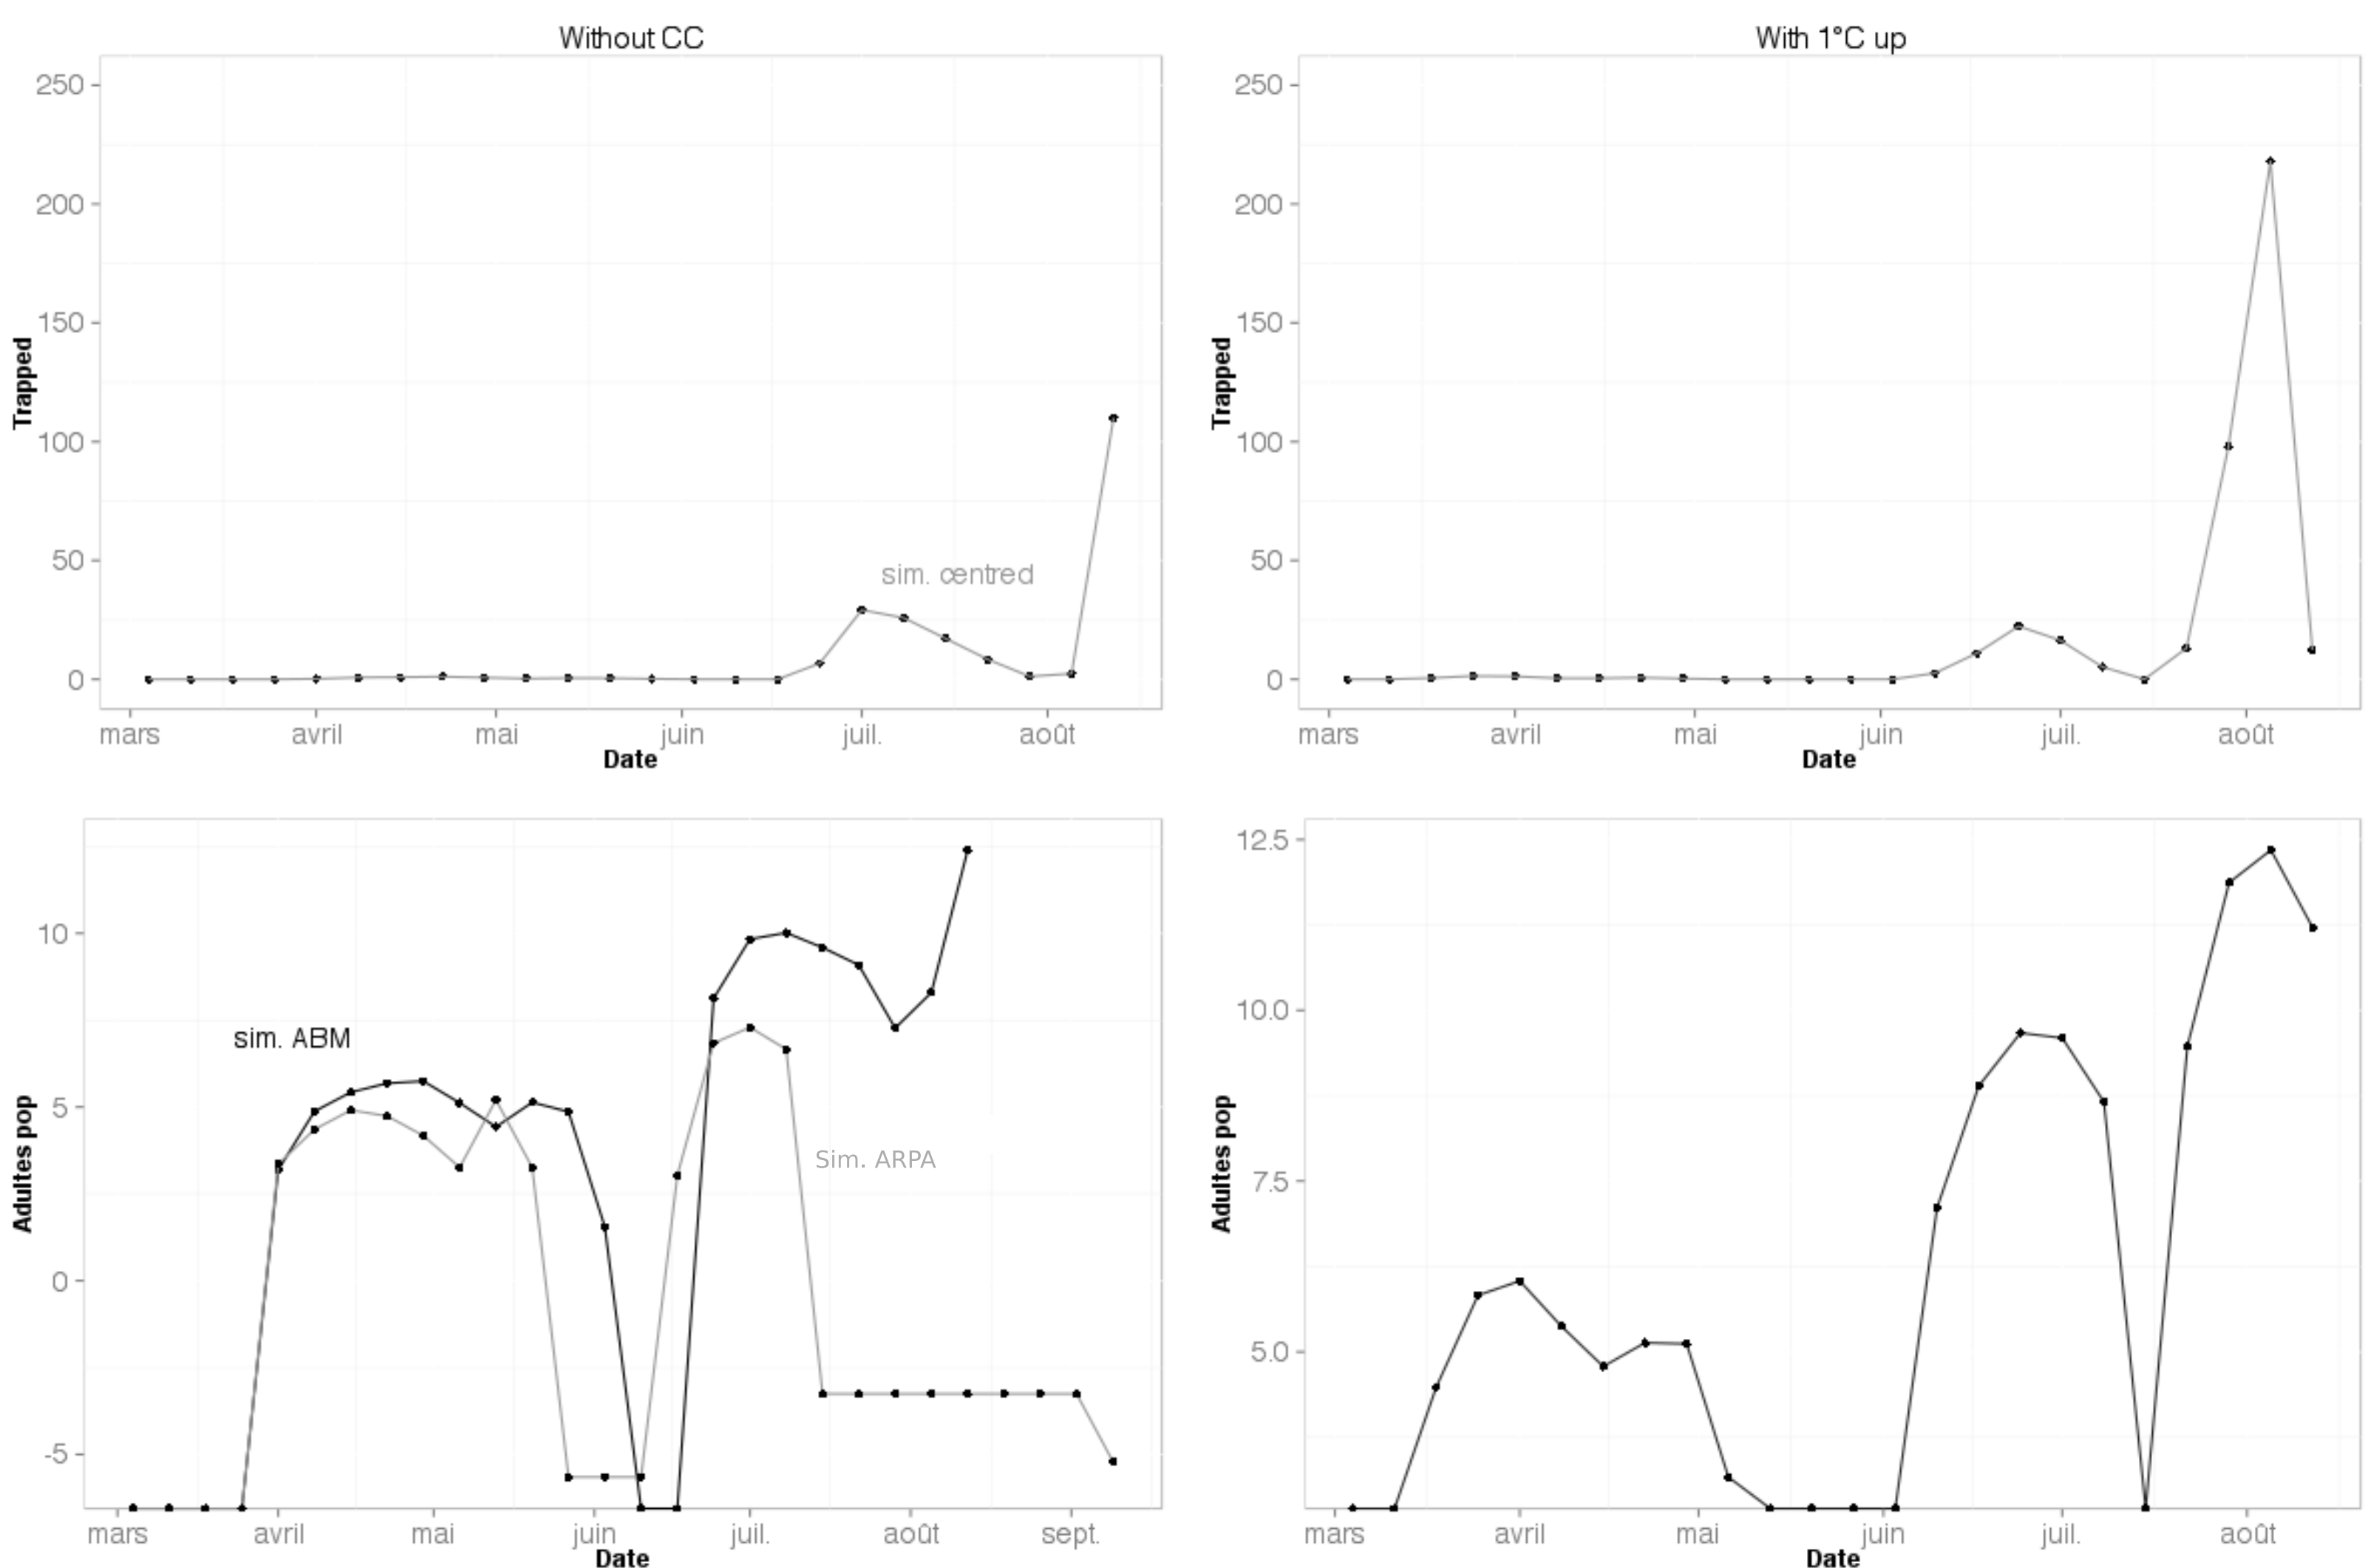 Without CC
250
200
150
100
50
0
Trapped
sim. centred
mars avril mai juin juil. août
Date
With 1°C up
250
200
150
100
50
0
Trapped
mars avril mai juin juil. août
Date
10
5
0
-5
Adultes pop
sim. ABM
Sim. ARPA
mars avril mai juin juil. août sept.
Date
12.5
10.0
7.5
5.0
Adultes pop
mars avril mai juin juil. août
Date